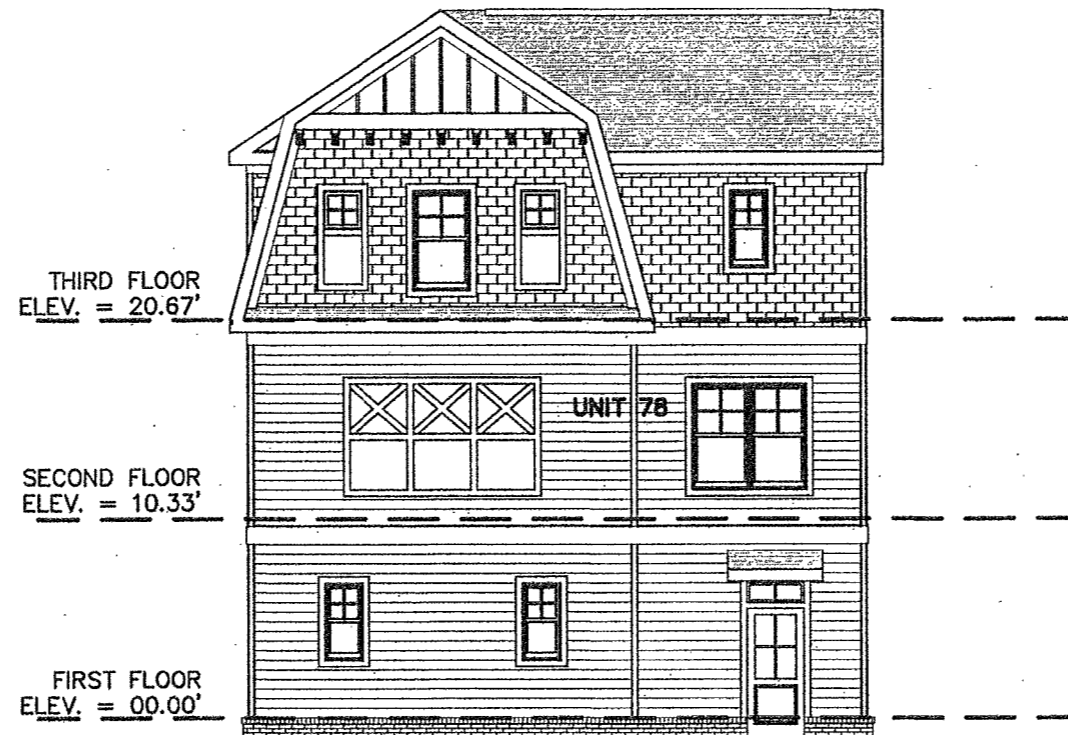 THIRD FLOOR
ELEV. = 20.67'
UNIT 78
SECOND FLOOR
ELEV. = 10.33'
FIRST FLOOR
ELEV. = 00.00'